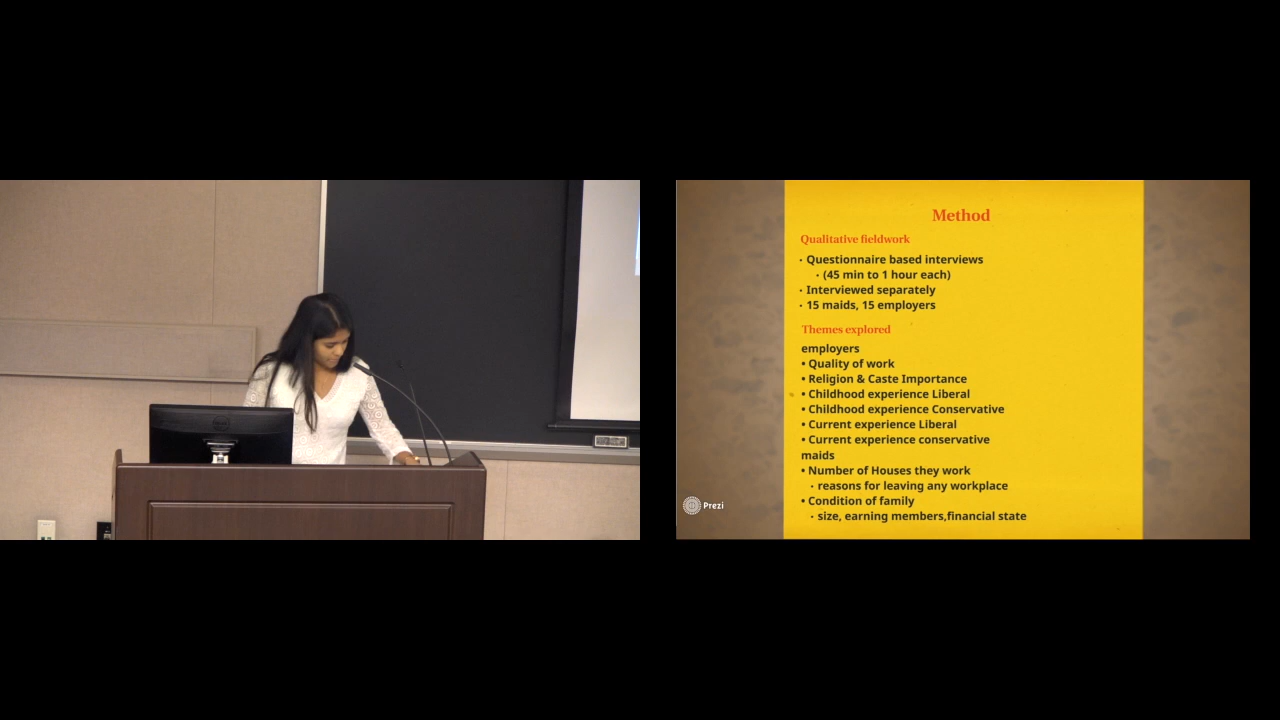 Method
Qualitative fieldwork
· Questionnaire based interviews
· (45 min to 1 hour each)
· Interviewed separately
· 15 maids, 15 employers
Themes explored
employers
• Quality of work
• Religion & Caste Importance
• Childhood experience Liberal
• Childhood experience Conservative
• Current experience Liberal
• Current experience conservative
maids
• Number of Houses they work
· reasons for leaving any workplace
• Condition of family
· size, earning members,financial state
Prezi